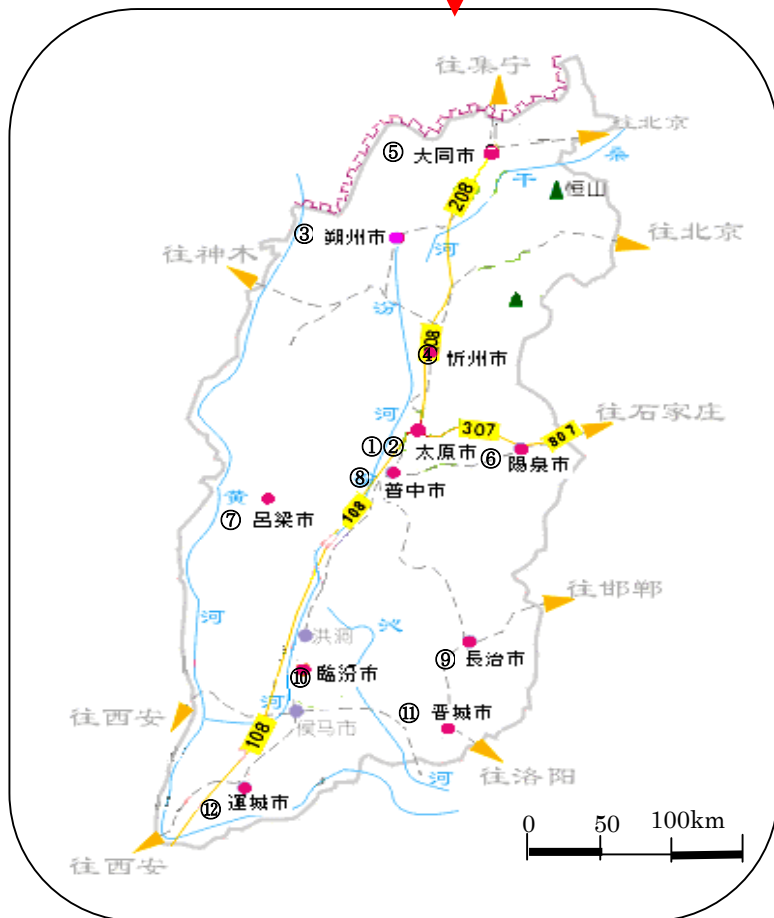 往集宁
往北京
⑤ 大同市
桑
干
恒山
208
③ 朔州市
河
往北京
往神木
汾
208
④ 忻州市
河
往石家庄
307
807
①② 太原市
⑥ 陽泉市
⑧
普中市
黄
108
⑦ 呂梁市
往邯郸
河
沁
洪洞
⑨ 長治市
⑩ 臨汾市
河
⑪ 晋城市
往西安
108
侯马市
河
往洛阳
⑫ 運城市
0 50 100km
往西安